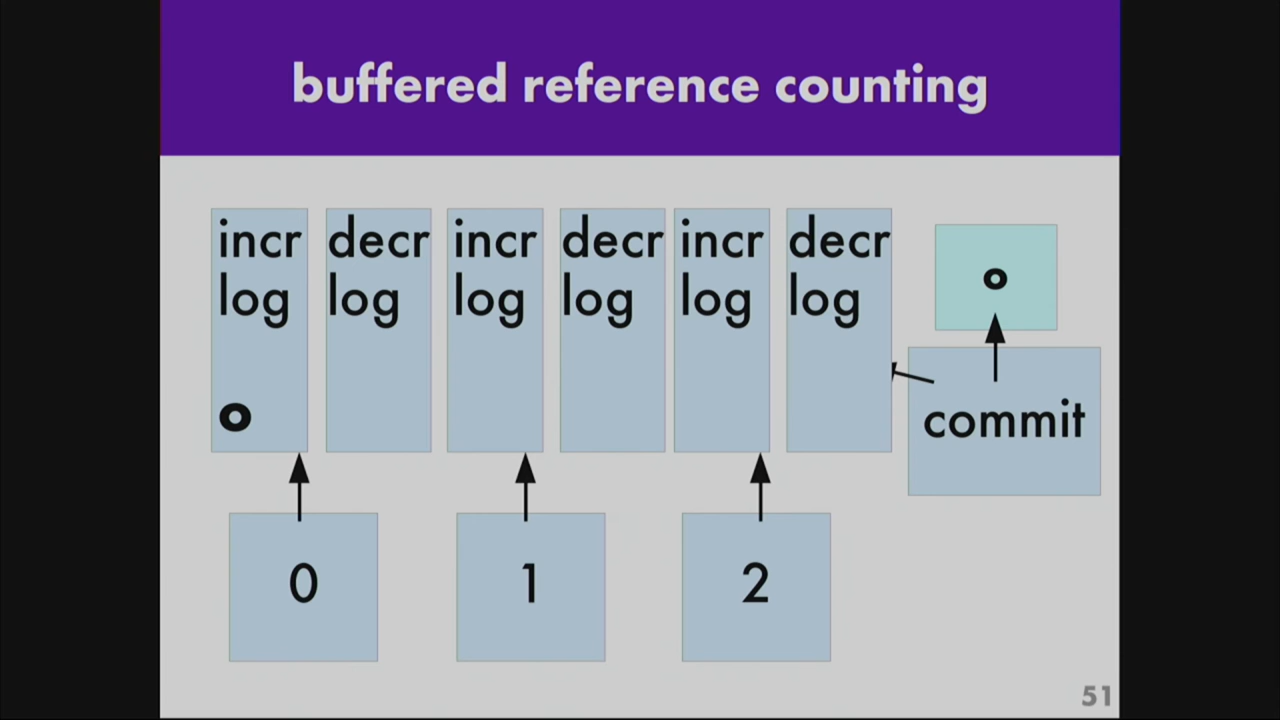 buffered reference counting
incr
log
decr
log
incr
log
decr
log
incr
log
decr
log
o
o
commit
0
1
2
51